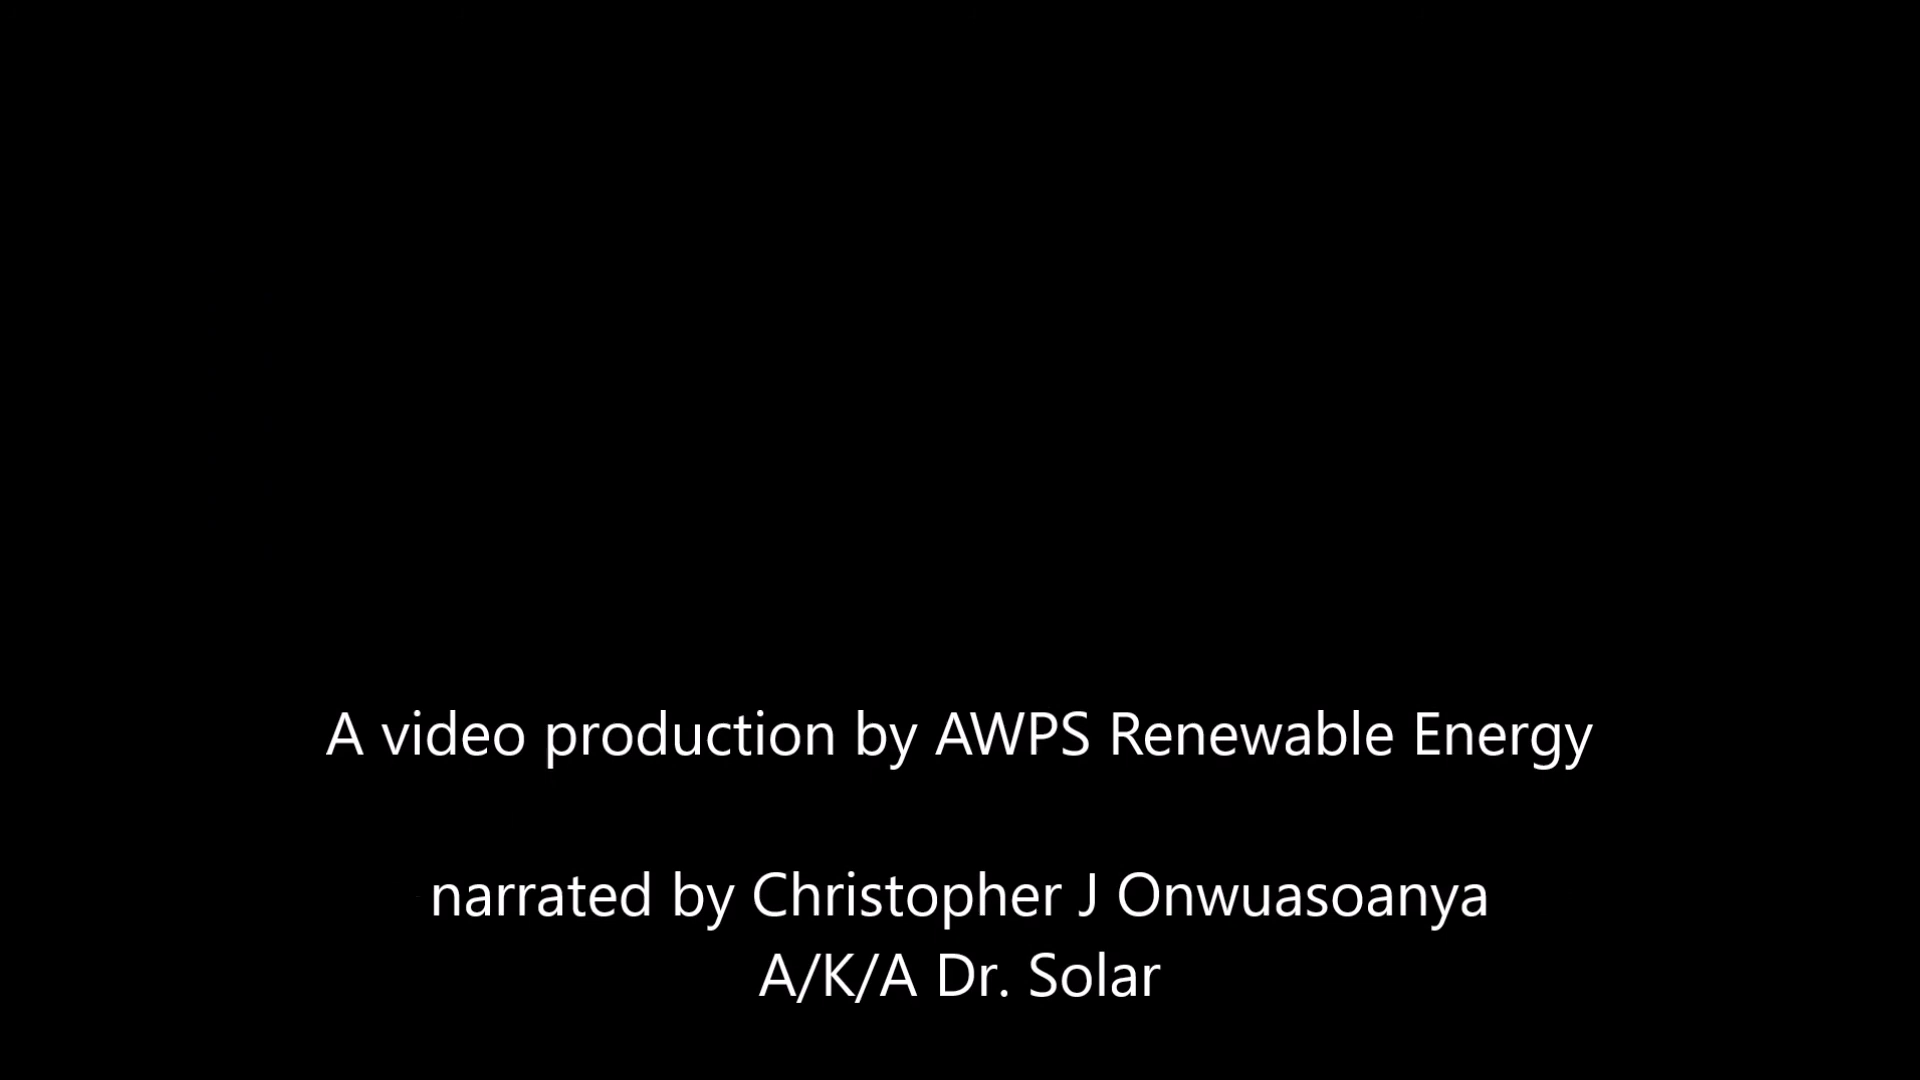 A video production by AWPS Renewable Energy
narrated by Christopher J Onwuasoanya
A/K/A Dr. Solar